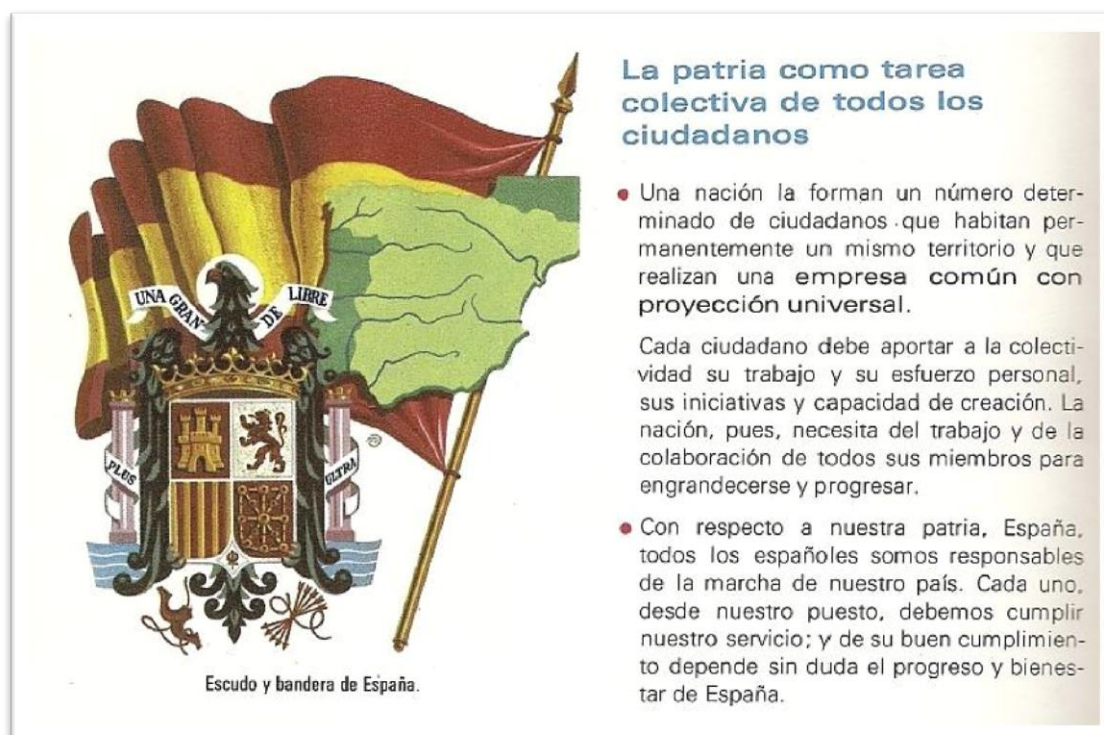 La patria como tarea
colectiva de todos los
ciudadanos
Una nación la forman un número deter-
minado de ciudadanos que habitan per-
manentemente un mismo territorio y que
realizan una empresa común con
proyección universal.
Cada ciudadano debe aportar a la colecti-
vidad su trabajo y su esfuerzo personal,
sus iniciativas y capacidad de creación. La
nación, pues, necesita del trabajo y de la
colaboración de todos sus miembros para
engrandecerse y progresar.
Con respecto a nuestra patria, España,
todos los españoles somos responsables
de la marcha de nuestro país. Cada uno,
desde nuestro puesto, debemos cumplir
nuestro servicio; y de su buen cumplimien-
to depende sin duda el progreso y bienes-
tar de España.
UNA GRANDE LIBRE
PLUS ULTRA
Escudo y bandera de España.